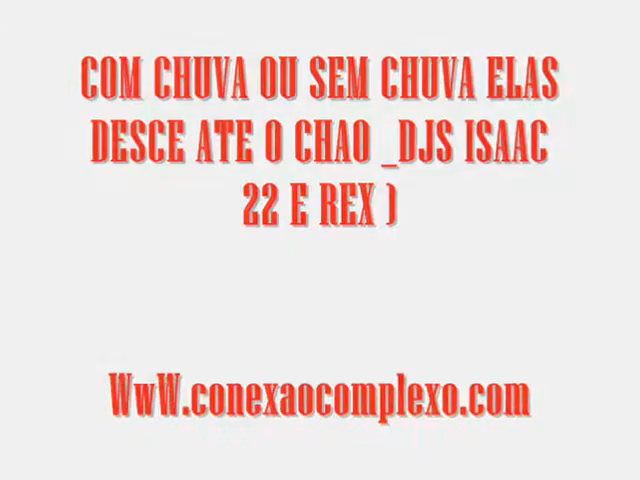 COM CHUVA OU SEM CHUVA ELAS
DESCE ATE O CHAO _DJS ISAAC
22 E REX )
WwW.conexaocomplexo.com